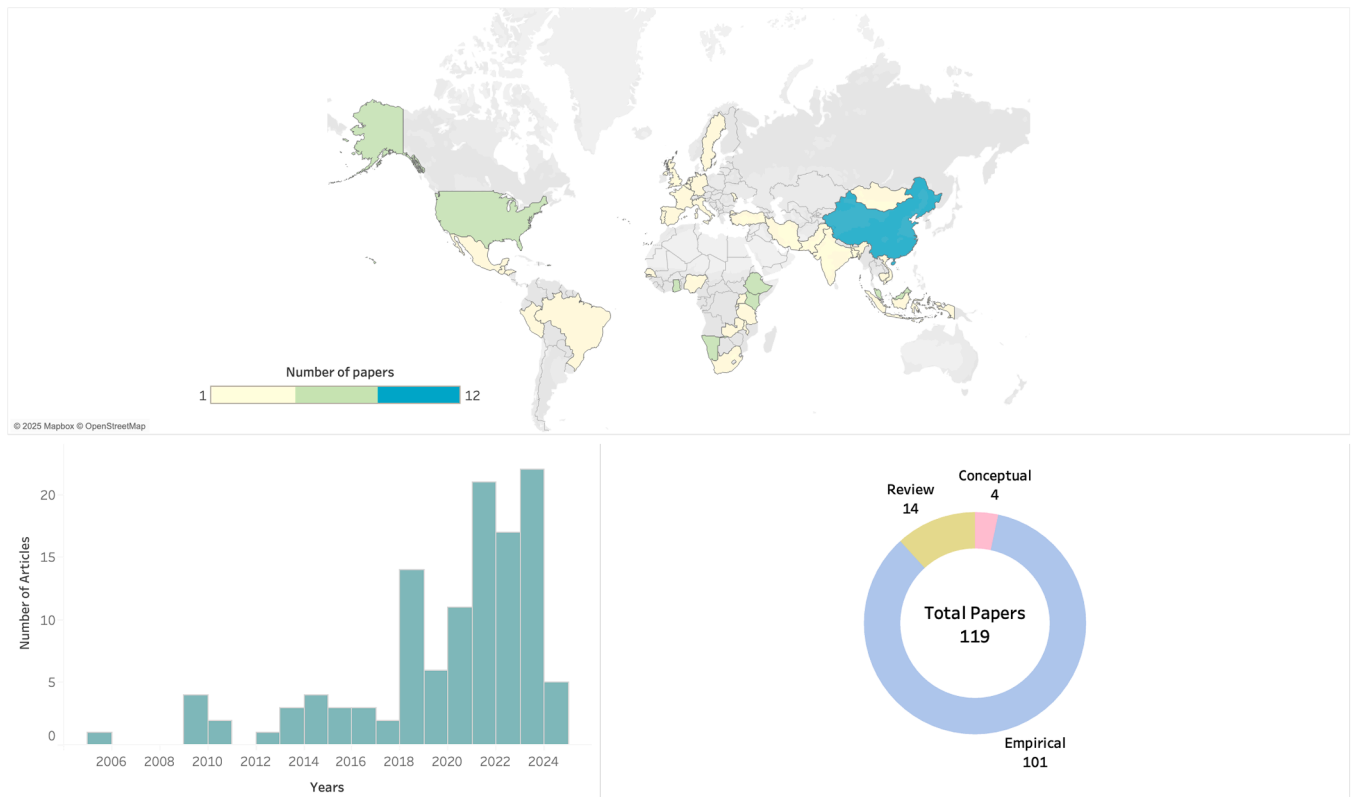 Number of papers
1 12
© 2025 Mapbox © OpenStreetMap
Number of Articles
20
15
10
5
0
2006 2008 2010 2012 2014 2016 2018 2020 2022 2024
Years
Conceptual
4
Review
14
Total Papers
119
Empirical
101